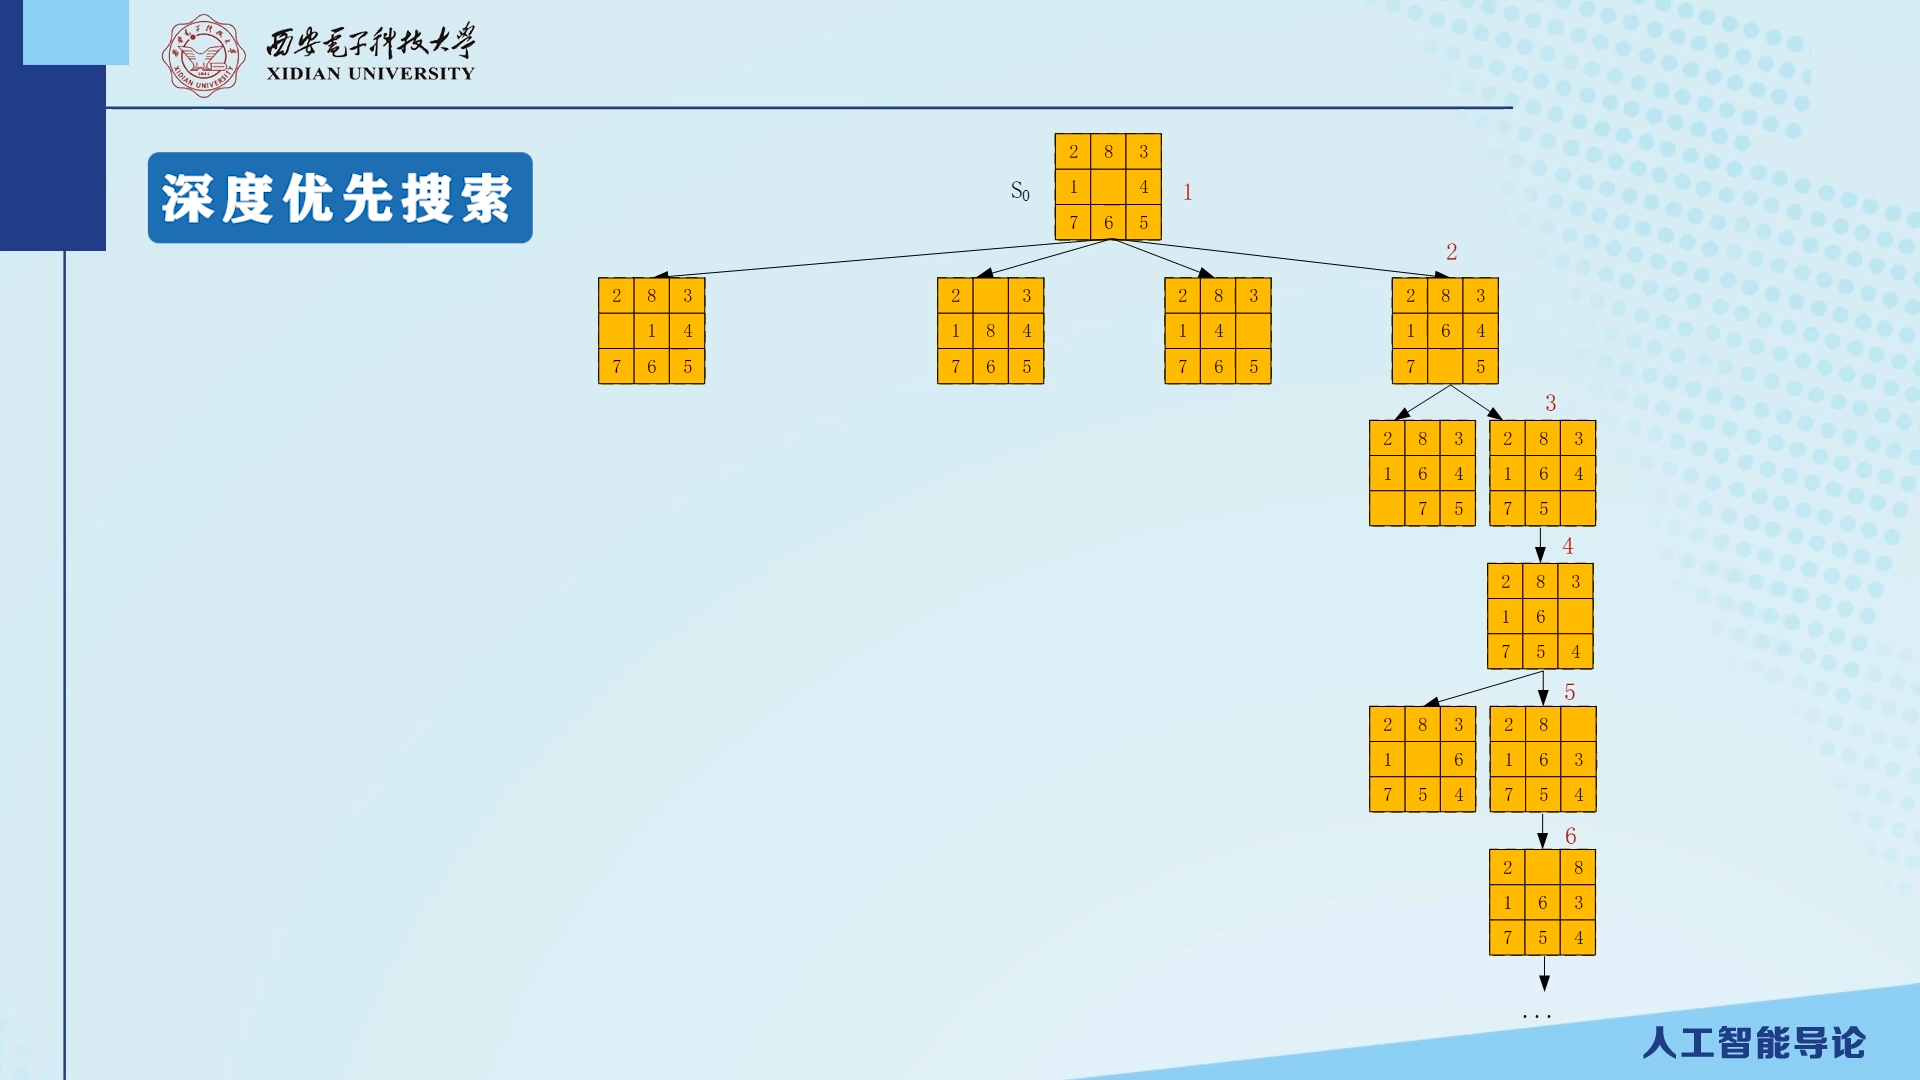 西安电子科技大学
XIDIAN UNIVERSITY
深度优先搜索
2 8 3
S0 1 4 1
7 6 5
2
2 8 3 2 3 2 8 3 2 8 3
1 4 1 8 4 1 4 1 6 4
7 6 5 7 6 5 7 6 5 7 5
3
2 8 3 2 8 3
1 6 4 1 6 4
7 5 7 5
4
2 8 3
1 6
7 5 4
5
2 8 3 2 8
1 6 1 6 3
7 5 4 7 5 4
6
2 8
1 6 3
7 5 4
...
人工智能导论